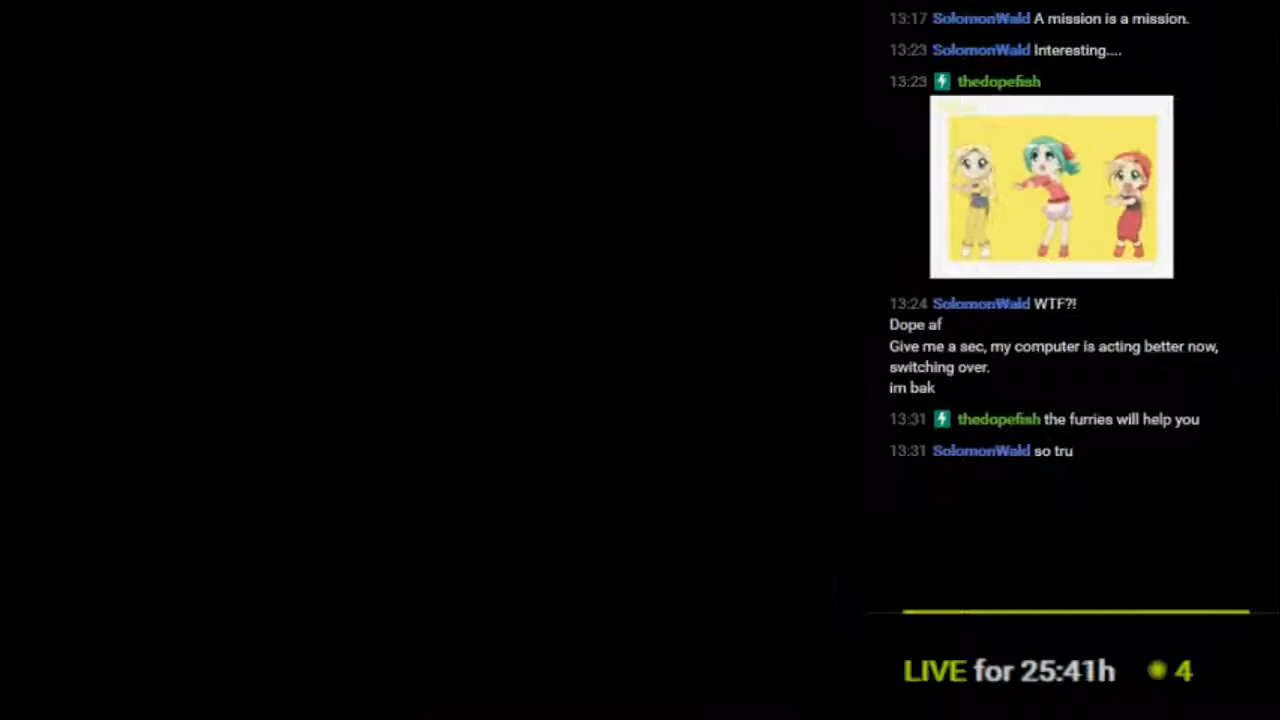 13:17 SolomonWald A mission is a mission.
13:23 SolomonWald Interesting....
13:23 thedopefish
13:24 SolomonWald WTF?!
Dope af
Give me a sec, my computer is acting better now,
switching over.
im bak
13:31 thedopefish the furries will help you
13:31 SolomonWald so tru
LIVE for 25:41h 4